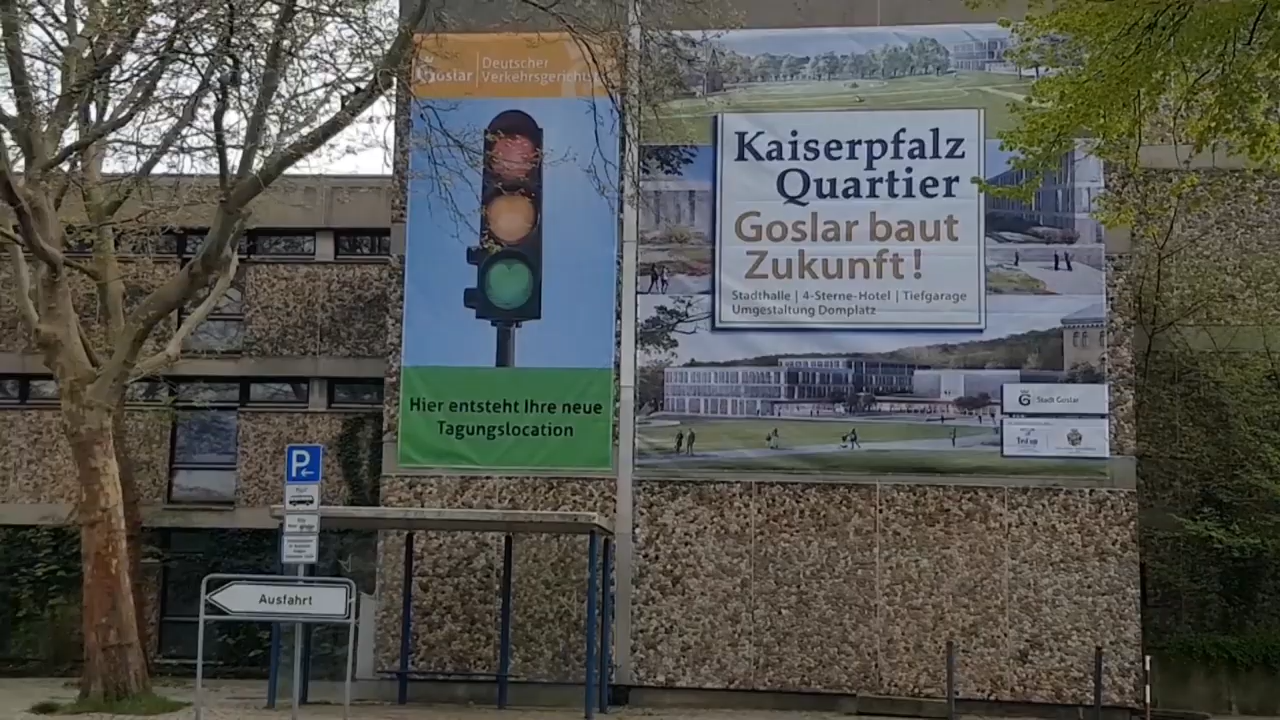 Goslar
Deutscher
Verkehrsgericht
Hier entsteht Ihre neue
Tagungslocation
Kaiserpfalz
Quartier
Goslar baut
Zukunft!
Stadthalle | 4-Sterne-Hotel | Tiefgarage
Umgestaltung Domplatz
Stadt Goslar
P
Ausfahrt